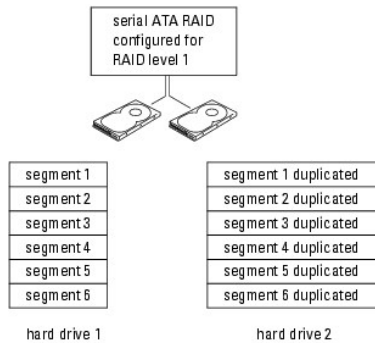 serial ATA RAID
configured for
RAID level 1
segment 1
segment 1 duplicated
segment 2
segment 2 duplicated
segment 3
segment 3 duplicated
segment 4
segment 4 duplicated
segment 5
segment 5 duplicated
segment 6
segment 6 duplicated
hard drive 1
hard drive 2